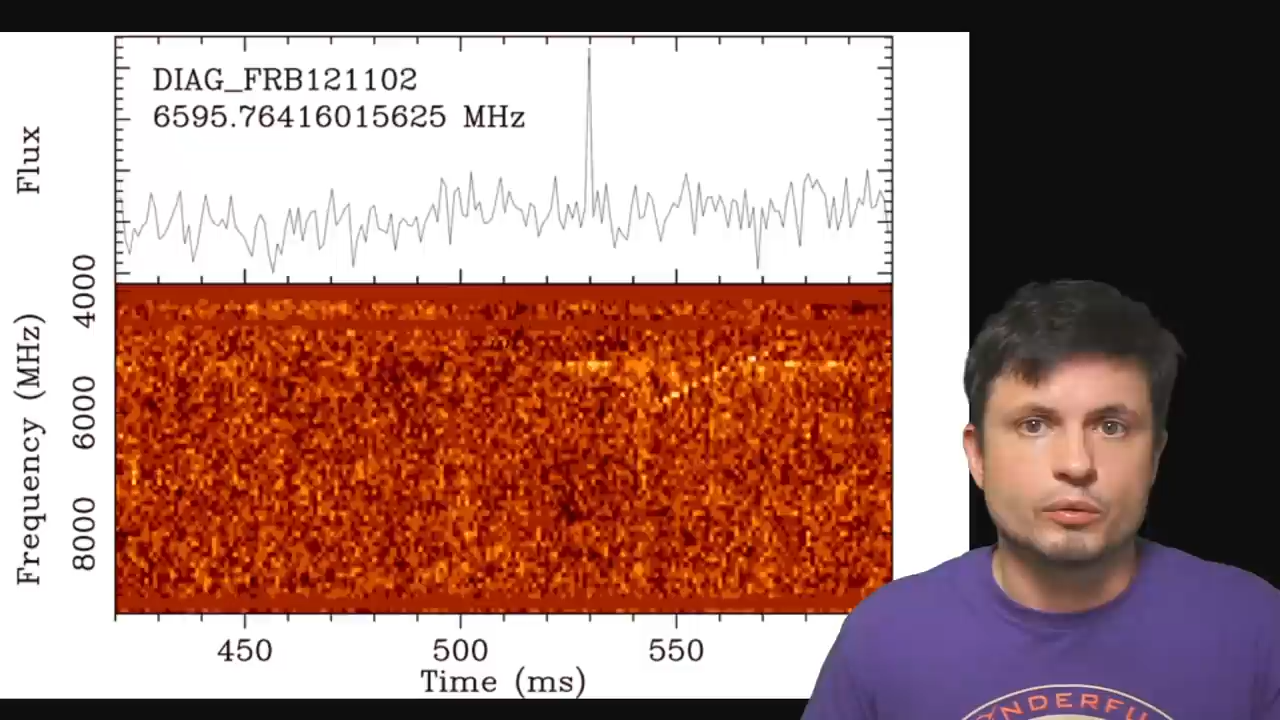 DIAG_FRB121102
6595.76416015625 MHz
Flux
4000
6000
8000
Frequency (MHz)
450
500
550
Time (ms)